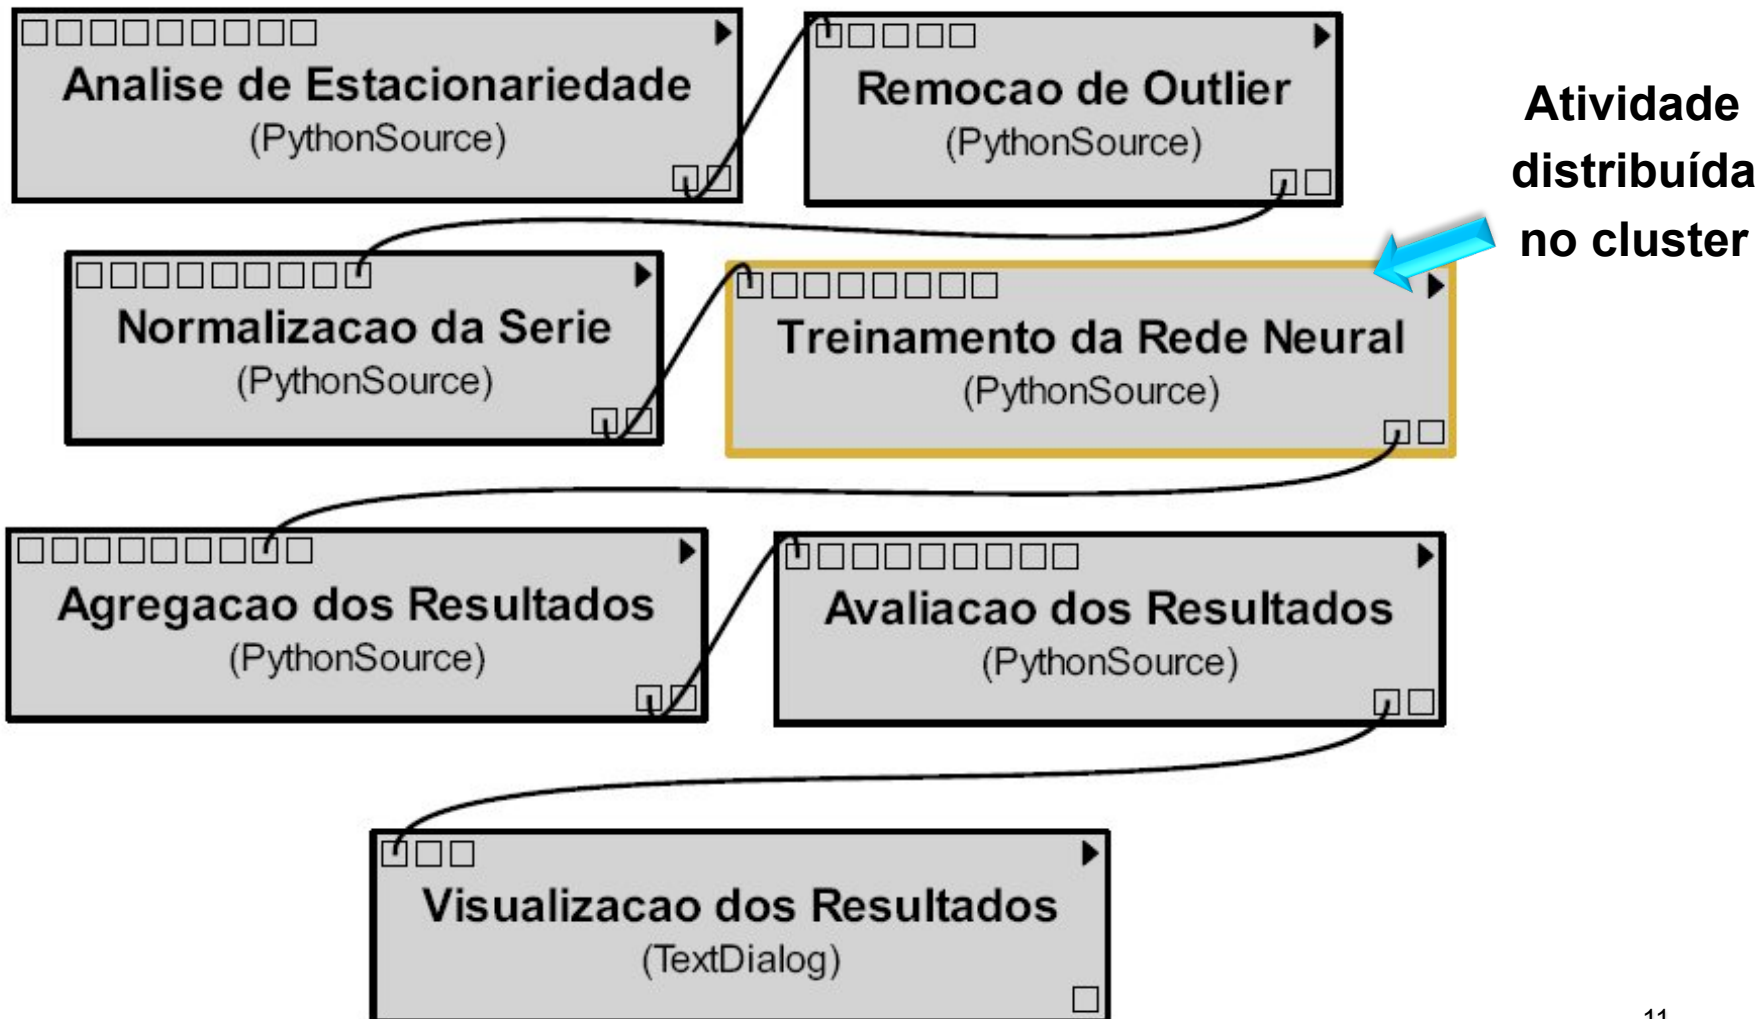 Analise de Estacionariedade
(PythonSource)
Remocao de Outlier
(PythonSource)
Atividade
distribuída
no cluster
Normalizacao da Serie
(PythonSource)
Treinamento da Rede Neural
(PythonSource)
Agregacao dos Resultados
(PythonSource)
Avaliacao dos Resultados
(PythonSource)
Visualizacao dos Resultados
(TextDialog)
11